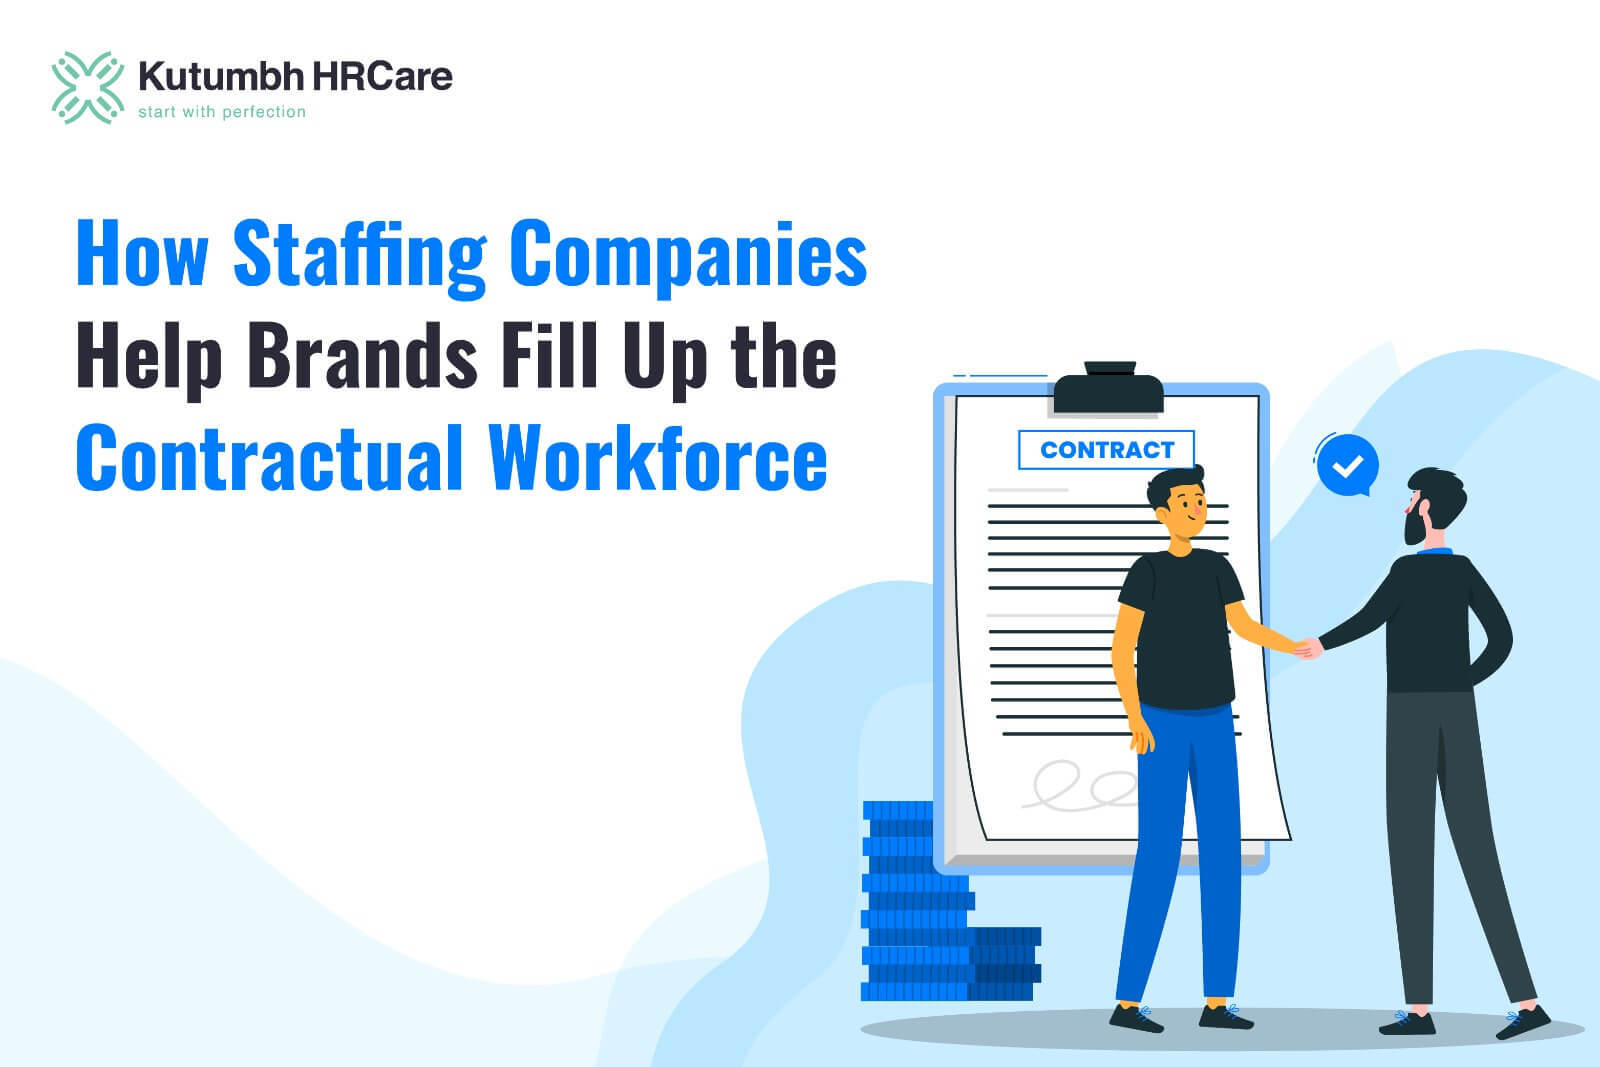 Kutumbh HRCare
start with perfection
How Staffing Companies
Help Brands Fill Up the
Contractual Workforce
CONTRACT